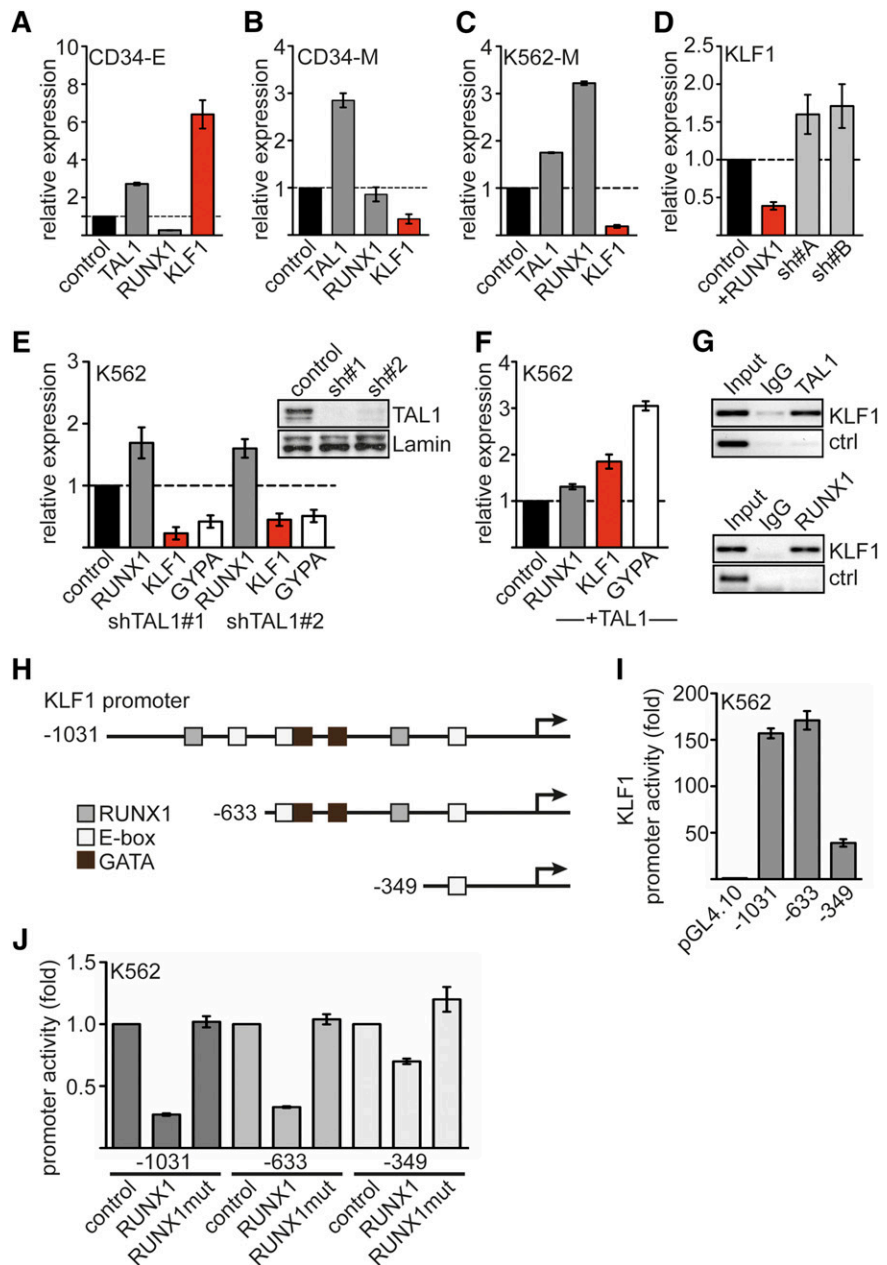 A
CD34-E
relative expression
10
8
6
4
2
control
TAL1
RUNX1
KLF1
B
CD34-M
relative expression
4
3
2
1
control
TAL1
RUNX1
KLF1
C
K562-M
relative expression
4
3
2
1
control
TAL1
RUNX1
KLF1
D
KLF1
relative expression
2.0
1.5
1.0
0.5
control
+RUNX1
sh#A
sh#B
E
K562
relative expression
3
2
1
control
RUNX1
KLF1
GYPA
RUNX1
KLF1
GYPA
shTAL1#1
shTAL1#2
control
sh#1
sh#2
TAL1
Lamin
F
K562
relative expression
4
3
2
1
control
RUNX1
KLF1
GYPA
+TAL1
G
Input
IgG
TAL1
KLF1
ctrl
Input
IgG
RUNX1
KLF1
ctrl
H
KLF1 promoter
-1031
-633
-349
RUNX1
E-box
GATA
I
K562
KLF1
promoter activity (fold)
200
150
100
50
pGL4.10
-1031
-633
-349
J
K562
promoter activity (fold)
1.5
1.0
0.5
-1031
-633
-349
control
RUNX1
RUNX1mut
control
RUNX1
RUNX1mut
control
RUNX1
RUNX1mut